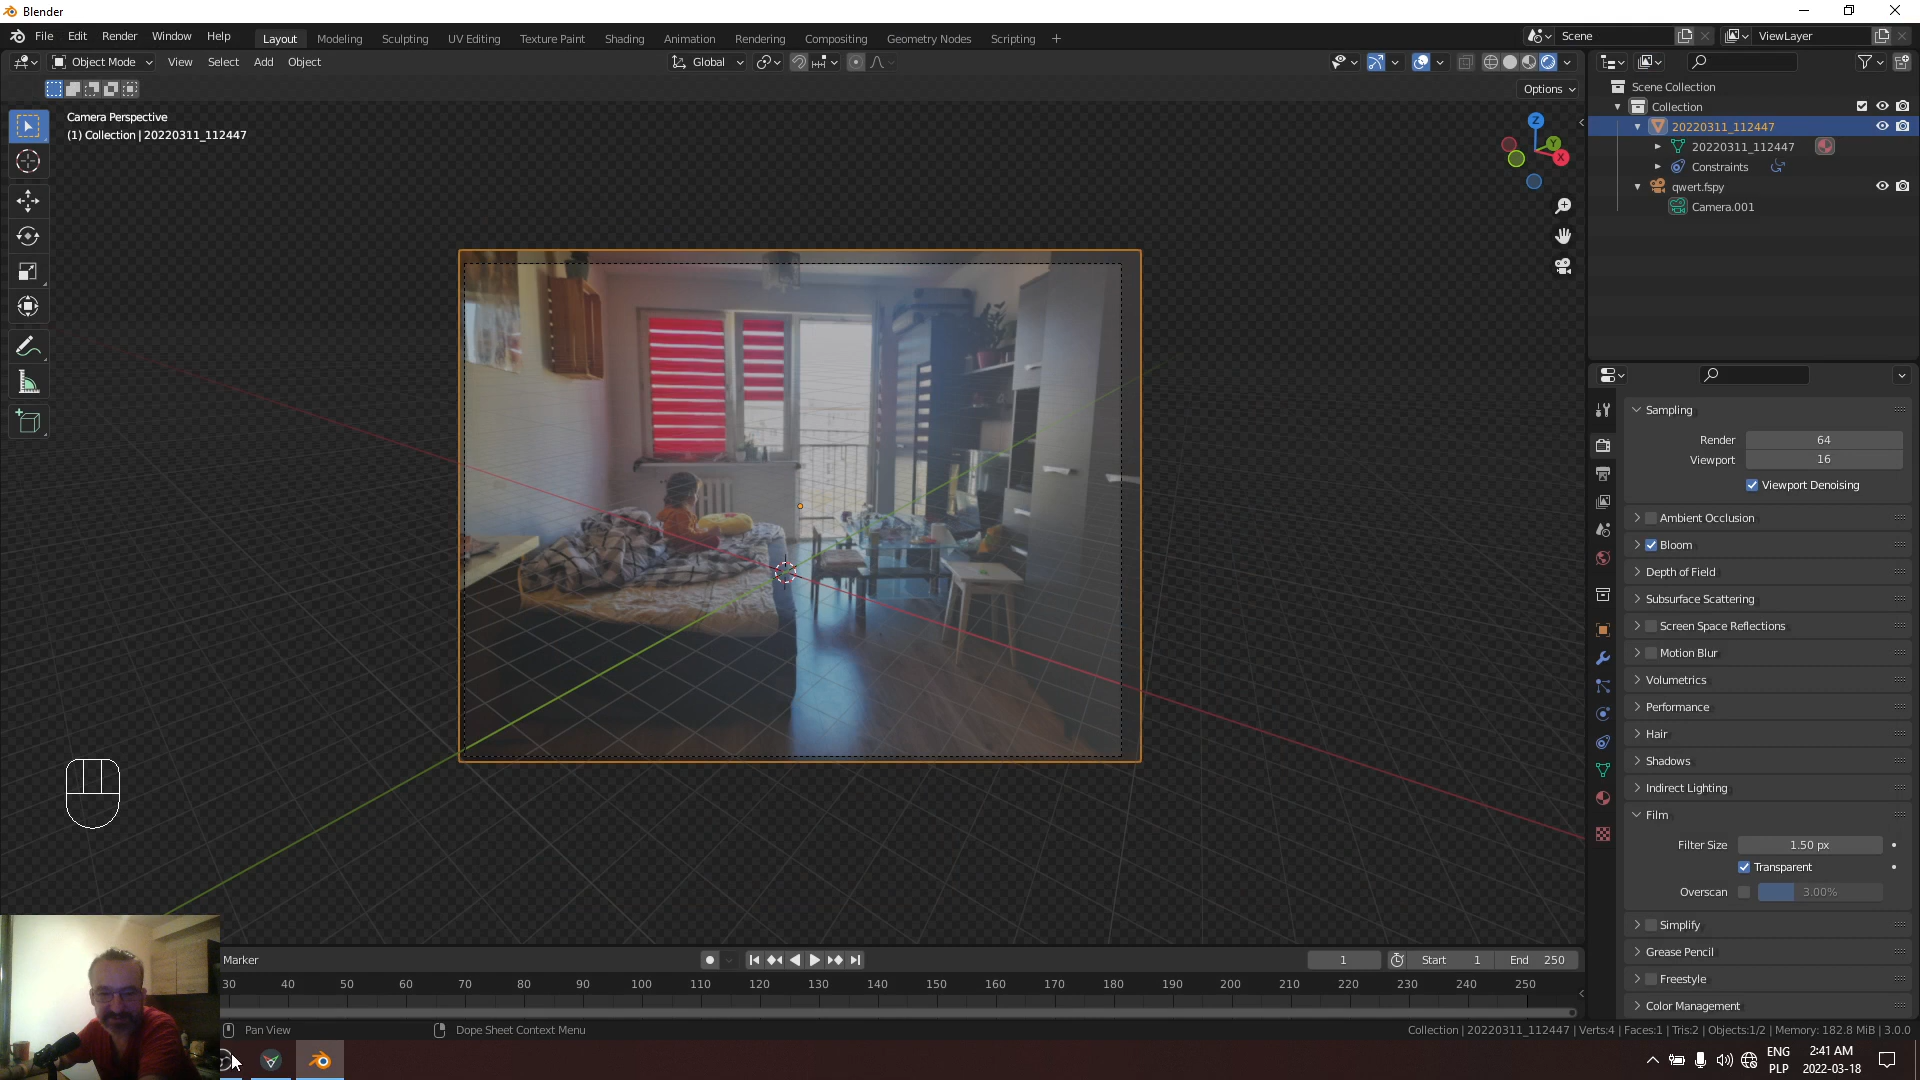 Blender
File Edit Render Window Help
Layout Modeling Sculpting UV Editing Texture Paint Shading Animation Rendering Compositing Geometry Nodes Scripting +
Scene
ViewLayer
Object Mode View Select Add Object
Global
Options
Camera Perspective
(1) Collection | 20220311_112447
Z
Y
X
Scene Collection
Collection
20220311_112447
20220311_112447
Constraints
qwert.fspy
Camera.001
Sampling
Render 64
Viewport 16
Viewport Denoising
Ambient Occlusion
Bloom
Depth of Field
Subsurface Scattering
Screen Space Reflections
Motion Blur
Volumetrics
Performance
Hair
Shadows
Indirect Lighting
Film
Filter Size 1.50 px
Transparent
Overscan 3.00%
Simplify
Grease Pencil
Freestyle
Color Management
Marker
1
Start 1
End 250
30 40 50 60 70 80 90 100 110 120 130 140 150 160 170 180 190 200 210 220 230 240 250
Pan View
Dope Sheet Context Menu
Collection | 20220311_112447 | Verts:4 | Faces:1 | Tris:2 | Objects:1/2 | Memory: 182.8 MiB | 3.0.0
ENG
PLP
2:41 AM
2022-03-18